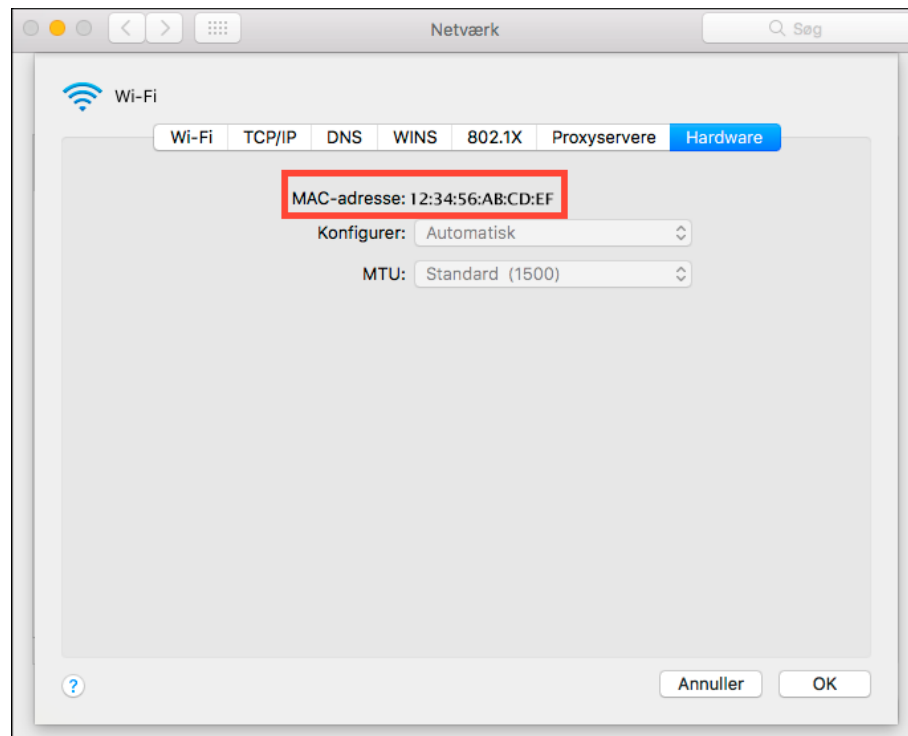 Netværk
Søg
Wi-Fi
Wi-Fi TCP/IP DNS WINS 802.1X Proxyservere Hardware
MAC-adresse: 12:34:56:AB:CD:EF
Konfigurer: Automatisk
MTU: Standard (1500)
? Annuller OK